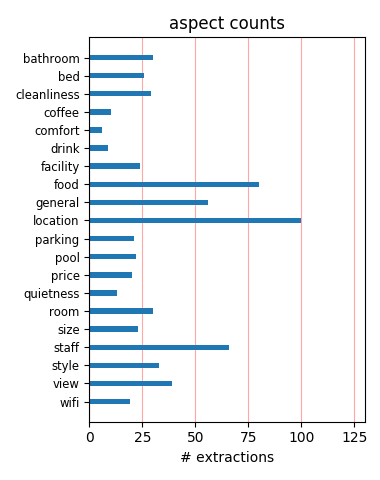 aspect counts
bathroom
bed
cleanliness
coffee
comfort
drink
facility
food
general
location
parking
pool
price
quietness
room
size
staff
style
view
wifi
0 25 50 75 100 125
# extractions